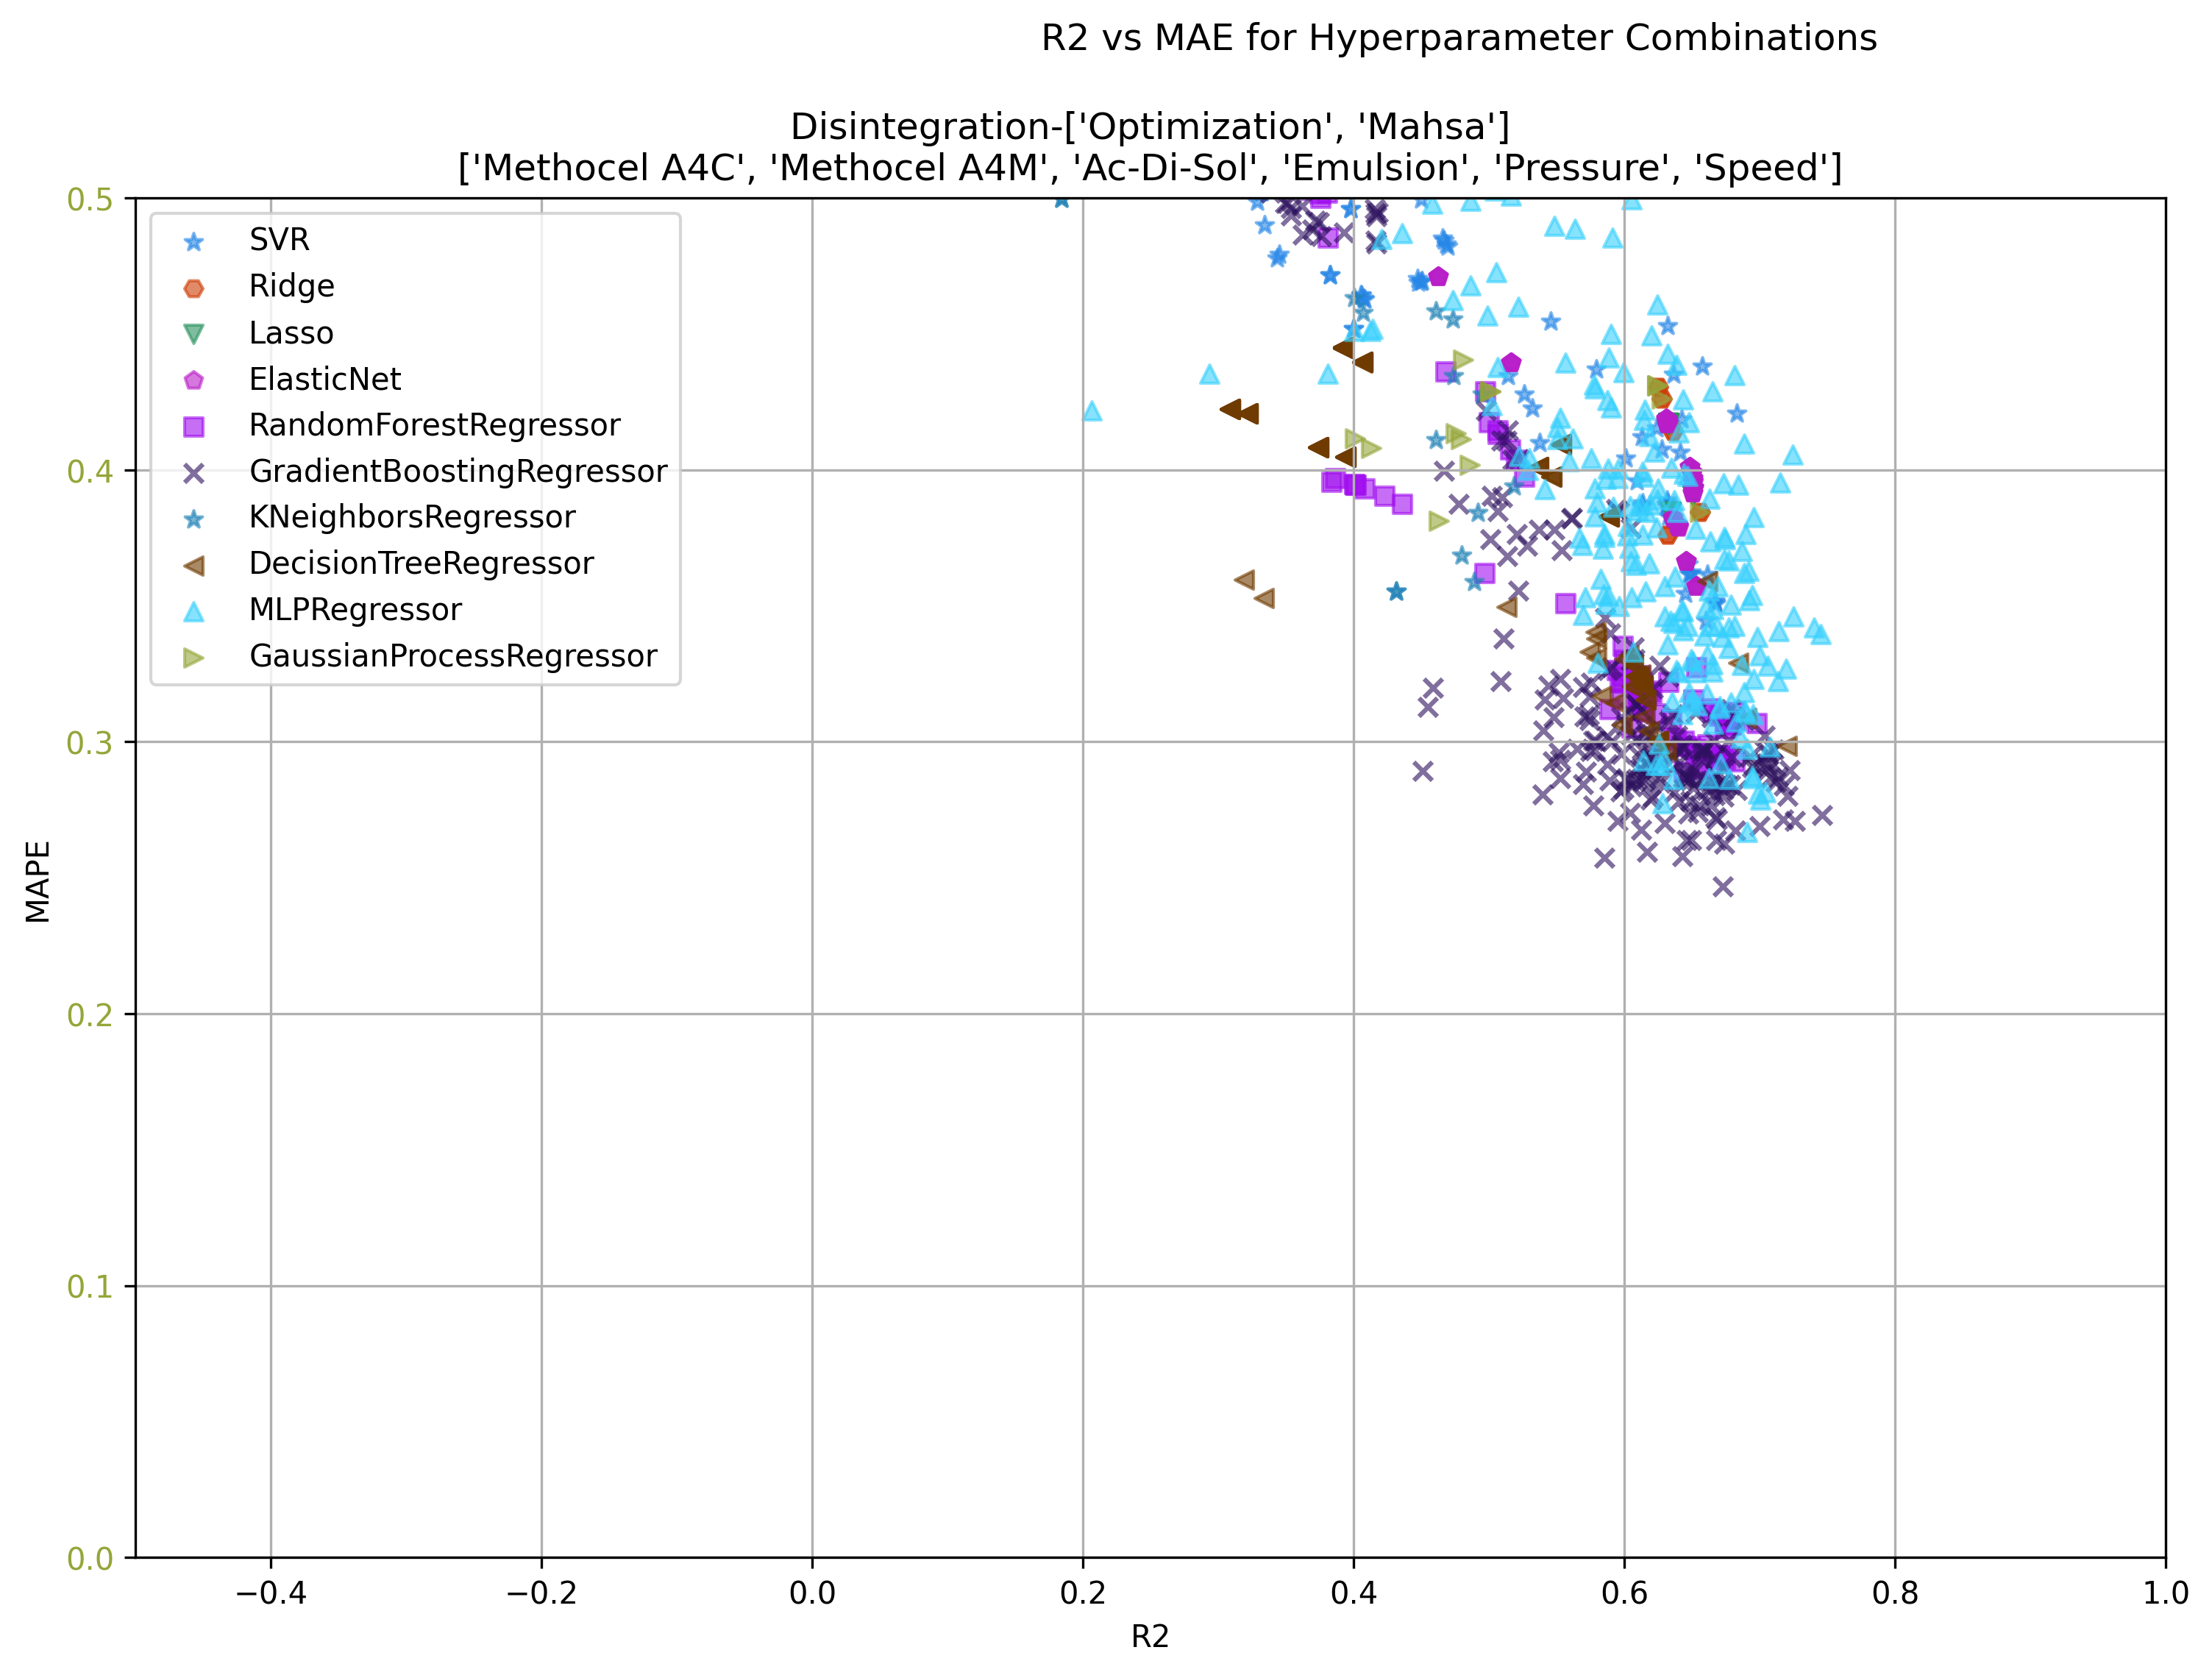 R2 vs MAE for Hyperparameter Combinations
Disintegration-['Optimization', 'Mahsa']
['Methocel A4C', 'Methocel A4M', 'Ac-Di-Sol', 'Emulsion', 'Pressure', 'Speed']
0.5
0.4
0.3
0.2
0.1
0.0
MAPE
SVR
Ridge
Lasso
ElasticNet
RandomForestRegressor
GradientBoostingRegressor
KNeighborsRegressor
DecisionTreeRegressor
MLPRegressor
GaussianProcessRegressor
−0.4 −0.2 0.0 0.2 0.4 0.6 0.8 1.0
R2